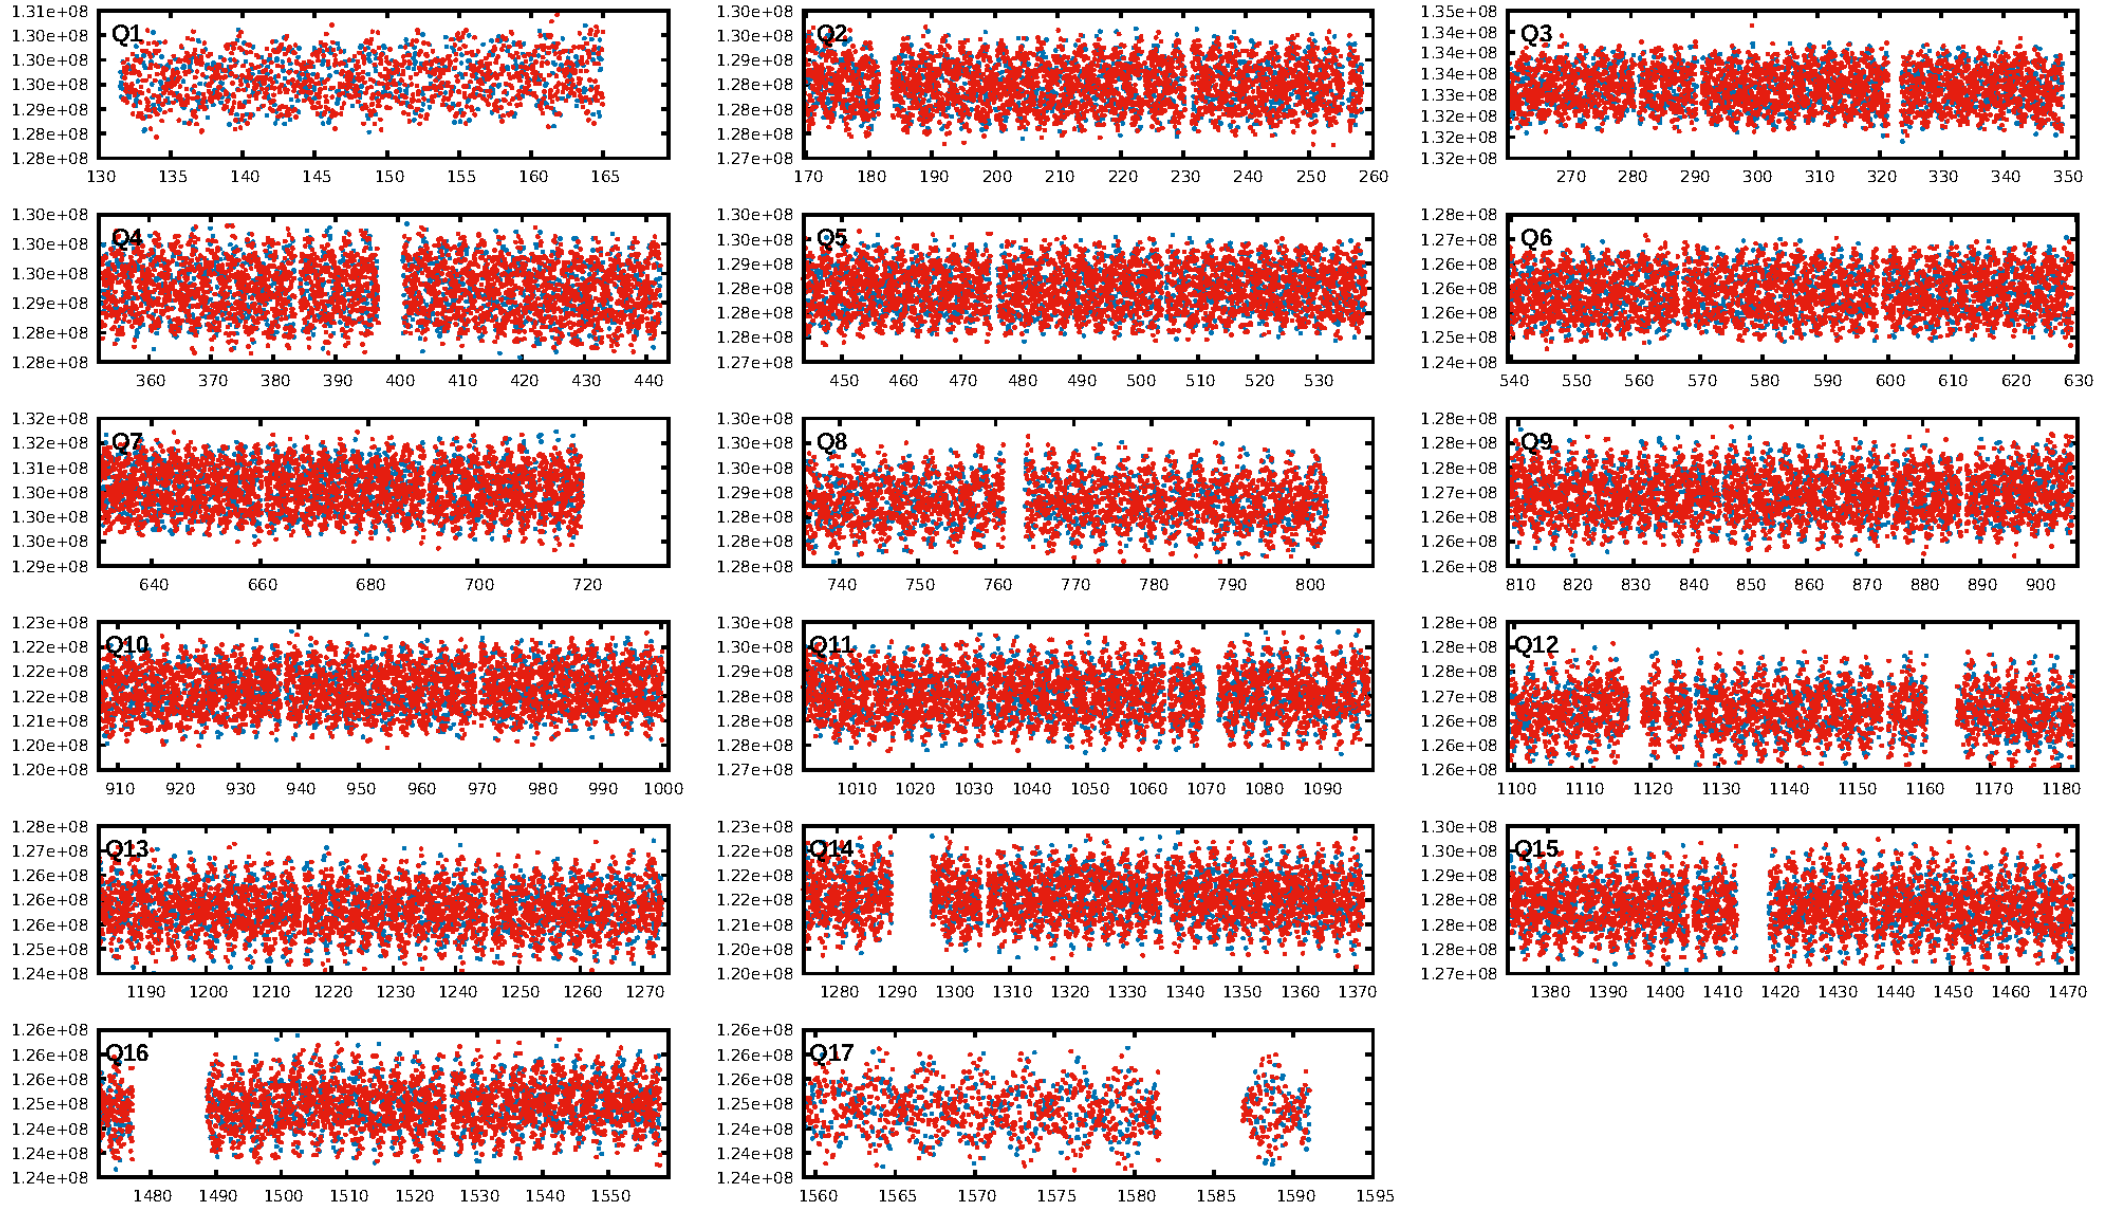 1.31e+08 1.30e+08 1.30e+08 1.30e+08 1.29e+08 1.28e+08 1.28e+08
Q1
130 135 140 145 150 155 160 165
1.30e+08 1.30e+08 1.29e+08 1.28e+08 1.28e+08 1.28e+08 1.27e+08
Q2
170 180 190 200 210 220 230 240 250 260
1.35e+08 1.34e+08 1.34e+08 1.34e+08 1.33e+08 1.32e+08 1.32e+08 1.32e+08
Q3
270 280 290 300 310 320 330 340 350
1.30e+08 1.30e+08 1.30e+08 1.29e+08 1.28e+08 1.28e+08
Q4
360 370 380 390 400 410 420 430 440
1.30e+08 1.30e+08 1.29e+08 1.28e+08 1.28e+08 1.28e+08 1.27e+08
Q5
450 460 470 480 490 500 510 520 530
1.28e+08 1.27e+08 1.26e+08 1.26e+08 1.25e+08 1.25e+08 1.24e+08
Q6
540 550 560 570 580 590 600 610 620 630
1.32e+08 1.32e+08 1.31e+08 1.30e+08 1.30e+08 1.30e+08 1.29e+08
Q7
640 660 680 700 720
1.30e+08 1.30e+08 1.30e+08 1.29e+08 1.28e+08 1.28e+08 1.28e+08
Q8
740 750 760 770 780 790 800
1.28e+08 1.28e+08 1.28e+08 1.27e+08 1.26e+08 1.26e+08 1.26e+08
Q9
810 820 830 840 850 860 870 880 890 900
1.23e+08 1.22e+08 1.22e+08 1.22e+08 1.21e+08 1.20e+08 1.20e+08
Q10
910 920 930 940 950 960 970 980 990 1000
1.30e+08 1.30e+08 1.29e+08 1.28e+08 1.28e+08 1.28e+08 1.27e+08
Q11
1010 1020 1030 1040 1050 1060 1070 1080 1090
1.28e+08 1.28e+08 1.28e+08 1.27e+08 1.26e+08 1.26e+08 1.26e+08
Q12
1100 1110 1120 1130 1140 1150 1160 1170 1180
1.28e+08 1.27e+08 1.26e+08 1.26e+08 1.26e+08 1.25e+08 1.24e+08
Q13
1190 1200 1210 1220 1230 1240 1250 1260 1270
1.23e+08 1.22e+08 1.22e+08 1.22e+08 1.21e+08 1.20e+08 1.20e+08
Q14
1280 1290 1300 1310 1320 1330 1340 1350 1360 1370
1.30e+08 1.30e+08 1.29e+08 1.28e+08 1.28e+08 1.28e+08 1.27e+08
Q15
1380 1390 1400 1410 1420 1430 1440 1450 1460 1470
1.26e+08 1.26e+08 1.26e+08 1.25e+08 1.24e+08 1.24e+08 1.24e+08
Q16
1480 1490 1500 1510 1520 1530 1540 1550
1.26e+08 1.26e+08 1.26e+08 1.25e+08 1.24e+08 1.24e+08 1.24e+08
Q17
1560 1565 1570 1575 1580 1585 1590 1595